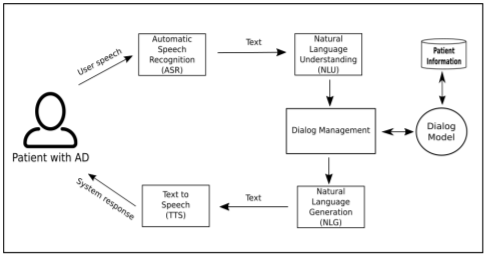 User speech
Automatic
Speech
Recognition
(ASR)
Text
Natural
Language
Understanding
(NLU)
Patient
Information
Patient with AD
Dialog Management
Dialog
Model
System response
Text to
Speech
(TTS)
Text
Natural
Language
Generation
(NLG)